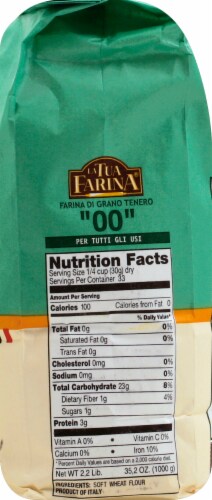 LA TUA
FARINA
FARINA DI GRANO TENERO
"00"
PER TUTTI GLI USI
Nutrition Facts
Serving Size 1/4 cup (30g) dry
Servings Per Container 33
Amount Per Serving
Calories 100 Calories from Fat 0
% Daily Value*
Total Fat 0g 0%
Saturated Fat 0g 0%
Trans Fat 0g
Cholesterol 0mg 0%
Sodium 0mg 0%
Total Carbohydrate 23g 8%
Dietary Fiber 1g 4%
Sugars 1g
Protein 3g
Vitamin A 0% • Vitamin C 0%
Calcium 0% • Iron 10%
* Percent Daily Values are based on a 2,000 calorie diet.
Net WT 2.2 Lb. 35,2 OZ. (1000 g)
INGREDIENTS: SOFT WHEAT FLOUR
PRODUCT OF ITALY